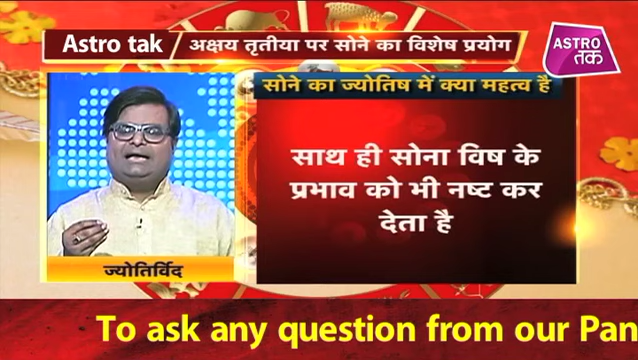 Astro tak
अक्षय तृतीया पर सोने का विशेष प्रयोग
ASTRO
तक
सोने का ज्योतिष में क्या महत्व है
साथ ही सोना विष के
प्रभाव को भी नष्ट कर
देता है
ज्योतिर्विद
To ask any question from our Pan